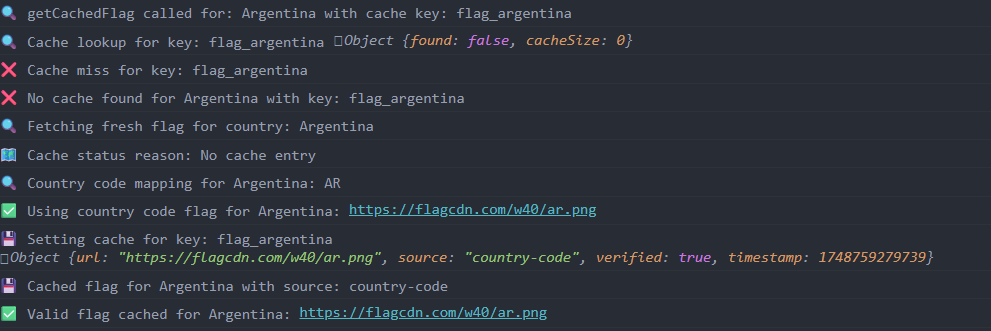 getCachedFlag called for: Argentina with cache key: flag_argentina
Cache lookup for key: flag_argentina Object {found: false, cacheSize: 0}
Cache miss for key: flag_argentina
No cache found for Argentina with key: flag_argentina
Fetching fresh flag for country: Argentina
Cache status reason: No cache entry
Country code mapping for Argentina: AR
Using country code flag for Argentina: https://flagcdn.com/w40/ar.png
Setting cache for key: flag_argentina
Object {url: "https://flagcdn.com/w40/ar.png", source: "country-code", verified: true, timestamp: 1748759279739}
Cached flag for Argentina with source: country-code
Valid flag cached for Argentina: https://flagcdn.com/w40/ar.png